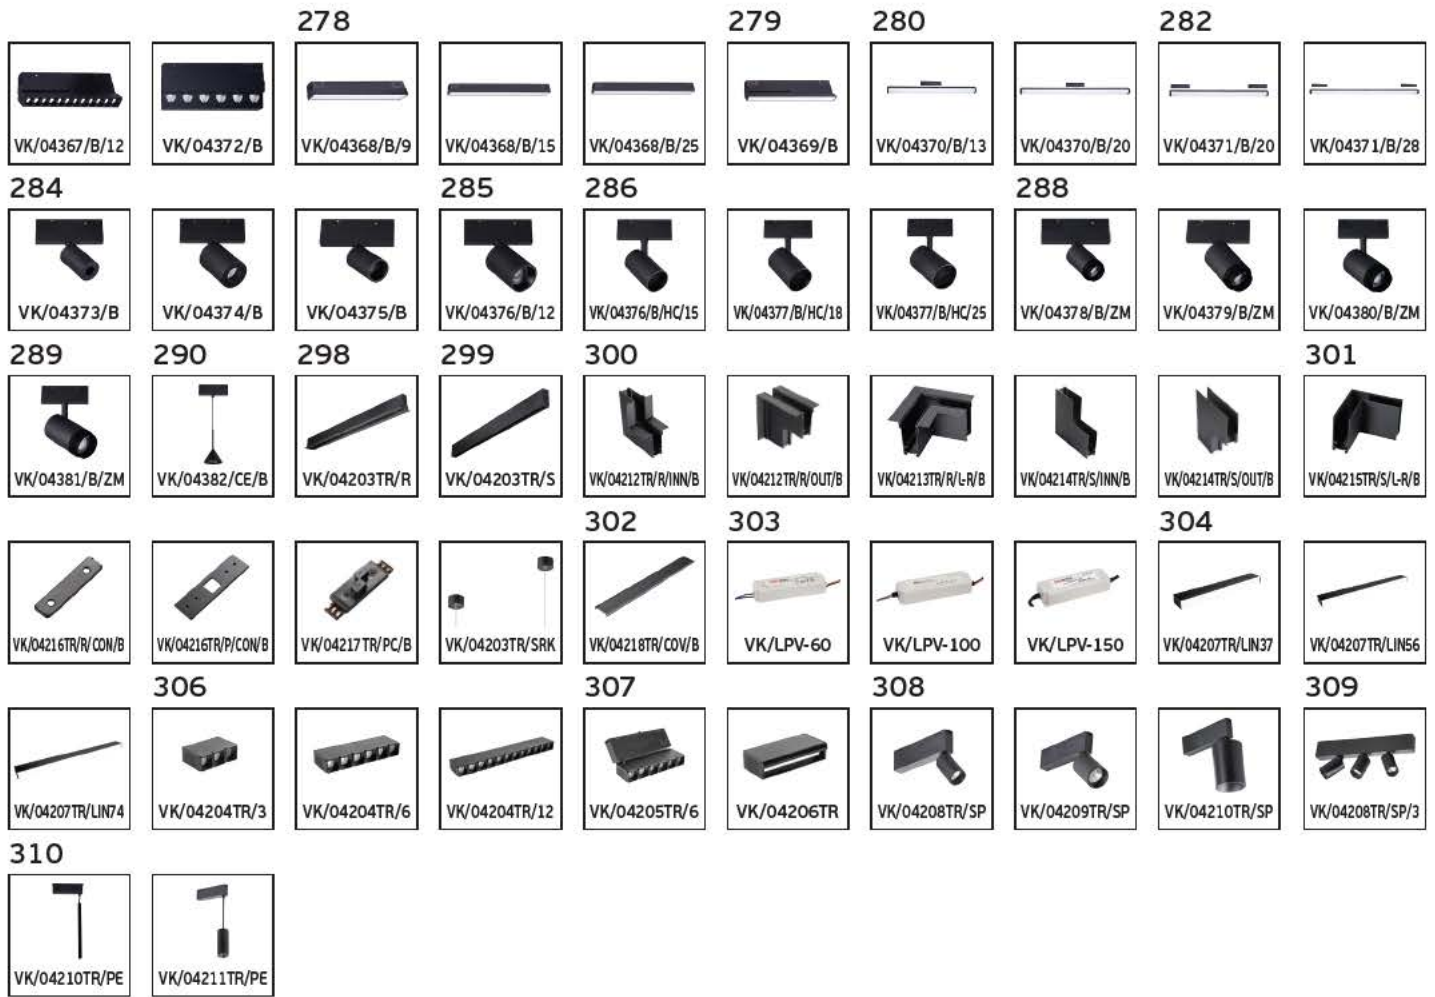 278 279 280 282
VK/04367/B/12 VK/04372/B VK/04368/B/9 VK/04368/B/15 VK/04368/B/25 VK/04369/B VK/04370/B/13 VK/04370/B/20 VK/04371/B/20 VK/04371/B/28
284 285 286 288
VK/04373/B VK/04374/B VK/04375/B VK/04376/B/12 VK/04376/B/HC/15 VK/04377/B/HC/18 VK/04377/B/HC/25 VK/04378/B/ZM VK/04379/B/ZM VK/04380/B/ZM
289 290 298 299 300 301
VK/04381/B/ZM VK/04382/CE/B VK/04203TR/R VK/04203TR/S VK/04212TR/R/INN/B VK/04212TR/R/OUT/B VK/04213TR/R/L-R/B VK/04214TR/S/INN/B VK/04214TR/S/OUT/B VK/04215TR/S/L-R/B
302 303 304
VK/04216TR/R/CON/B VK/04216TR/P/CON/B VK/04217TR/PC/B VK/04203TR/SRK VK/04218TR/COV/B VK/LPV-60 VK/LPV-100 VK/LPV-150 VK/04207TR/LIN37 VK/04207TR/LIN56
306 307 308 309
VK/04207TR/LIN74 VK/04204TR/3 VK/04204TR/6 VK/04204TR/12 VK/04205TR/6 VK/04206TR VK/04208TR/SP VK/04209TR/SP VK/04210TR/SP VK/04208TR/SP/3
310
VK/04210TR/PE VK/04211TR/PE